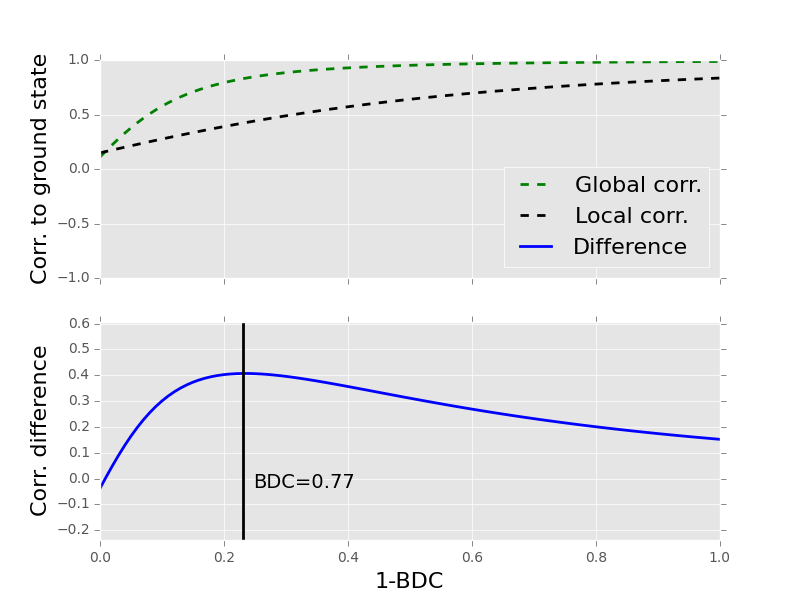 Corr. to ground state
1.0
0.5
0.0
−0.5
−1.0
Global corr.
Local corr.
Difference
Corr. difference
0.6
0.5
0.4
0.3
0.2
0.1
0.0
−0.1
−0.2
BDC=0.77
0.0 0.2 0.4 0.6 0.8 1.0
1-BDC